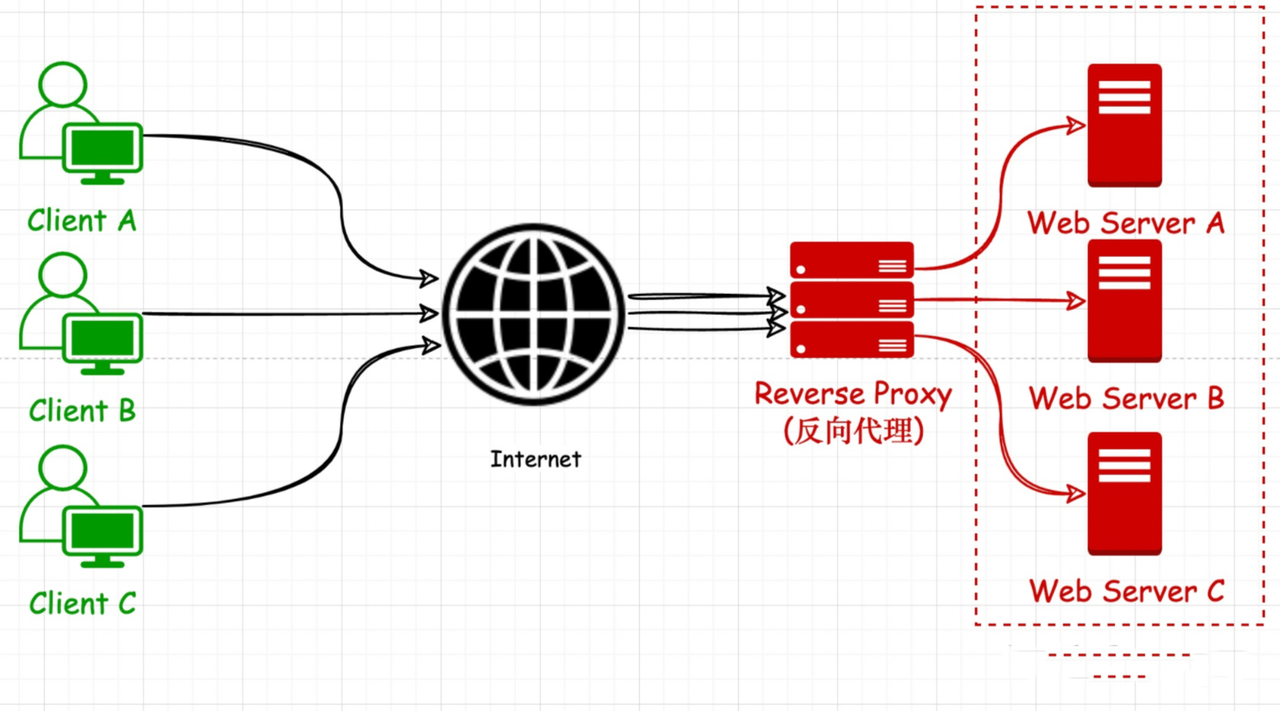 Client A
Client B
Client C
Internet
Reverse Proxy
(反向代理)
Web Server A
Web Server B
Web Server C